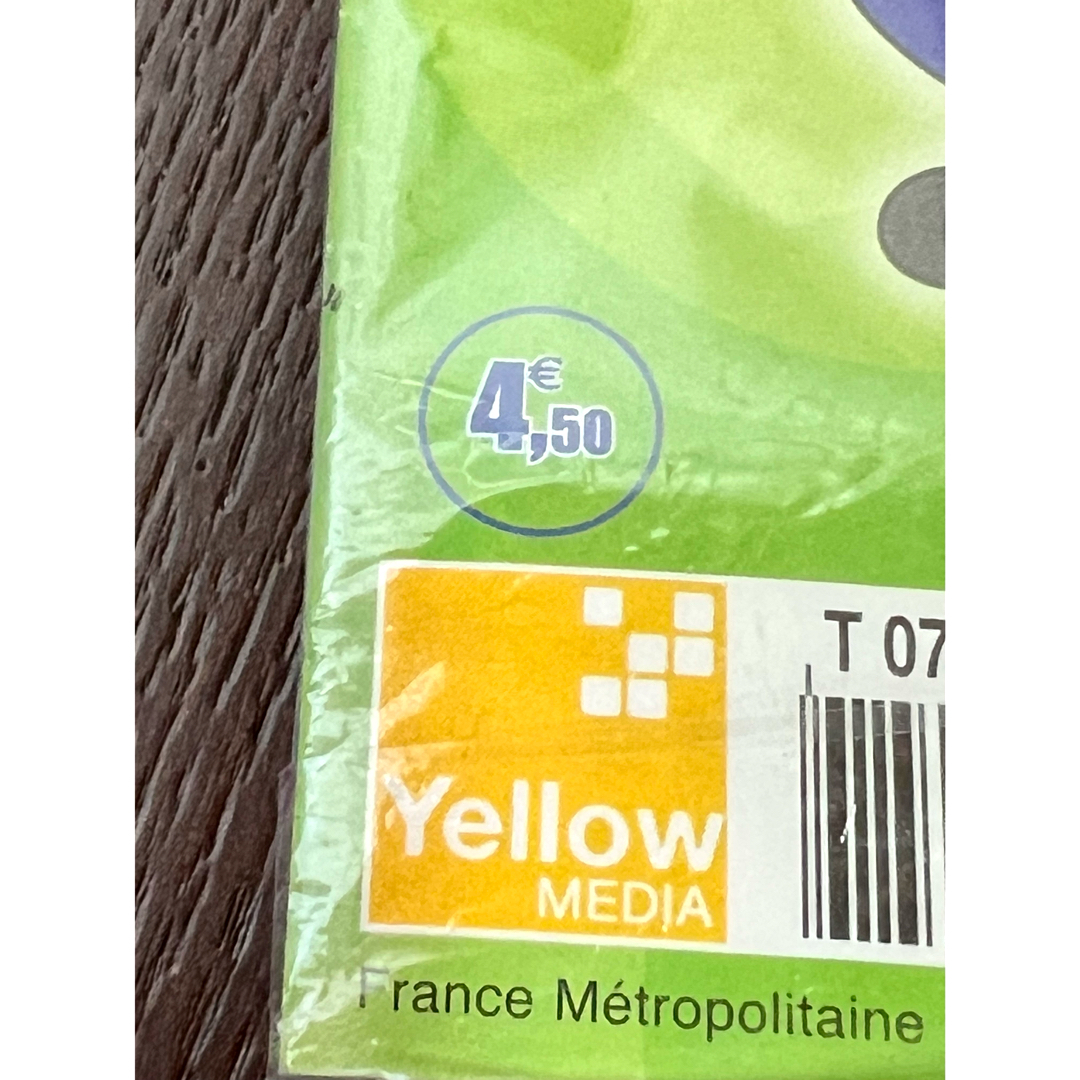 4€,50
T 07
Yellow
MEDIA
France Métropolitaine